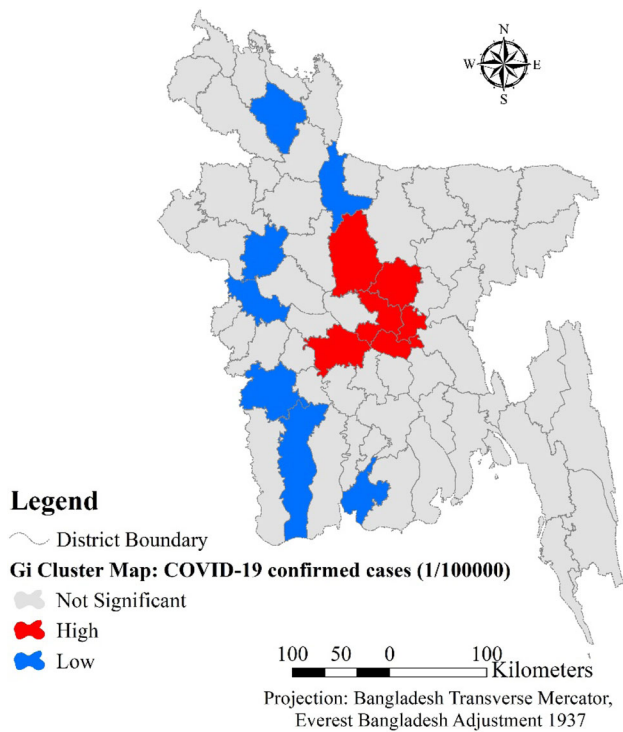 N
W E
S
Legend
District Boundary
Gi Cluster Map: COVID-19 confirmed cases (1/100000)
Not Significant
High
Low
100 50 0 100
Kilometers
Projection: Bangladesh Transverse Mercator,
Everest Bangladesh Adjustment 1937